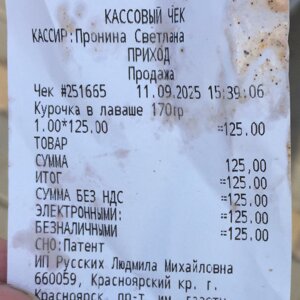 КАССОВЫЙ ЧЕК
КАССИР:Пронина Светлана
ПРИХОД
Продажа
Чек #251665 11.09.2025 15:39:06
Курочка в лаваше 170гр
1.00*125.00 =125.00
ТОВАР
СУММА 125,00
ИТОГ =125.00
СУММА БЕЗ НДС =125.00
ЭЛЕКТРОННЫМИ: =125.00
БЕЗНАЛИЧНЫМИ =125.00
СНО:Патент
ИП Русских Людмила Михайловна
660059, Красноярский кр. г.
Красноярск, пр-т. им. газеты